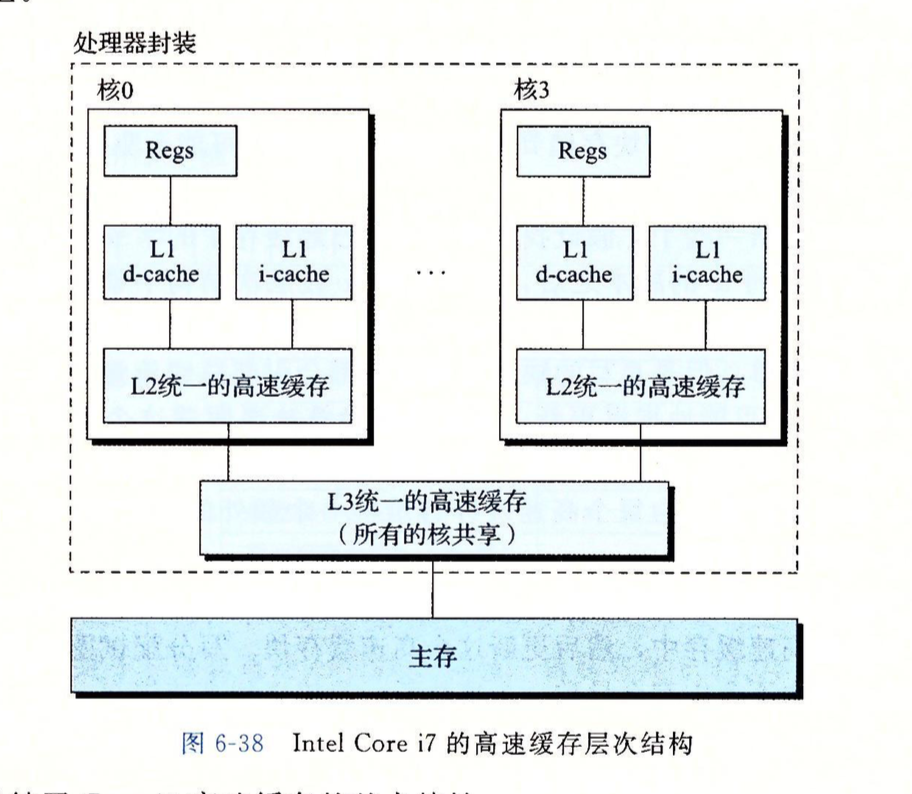 处理器封装
核0
核3
Regs
Regs
L1
d-cache
L1
i-cache
...
L1
d-cache
L1
i-cache
L2统一的高速缓存
L2统一的高速缓存
L3统一的高速缓存
（所有的核共享）
主存
图 6-38 Intel Core i7 的高速缓存层次结构